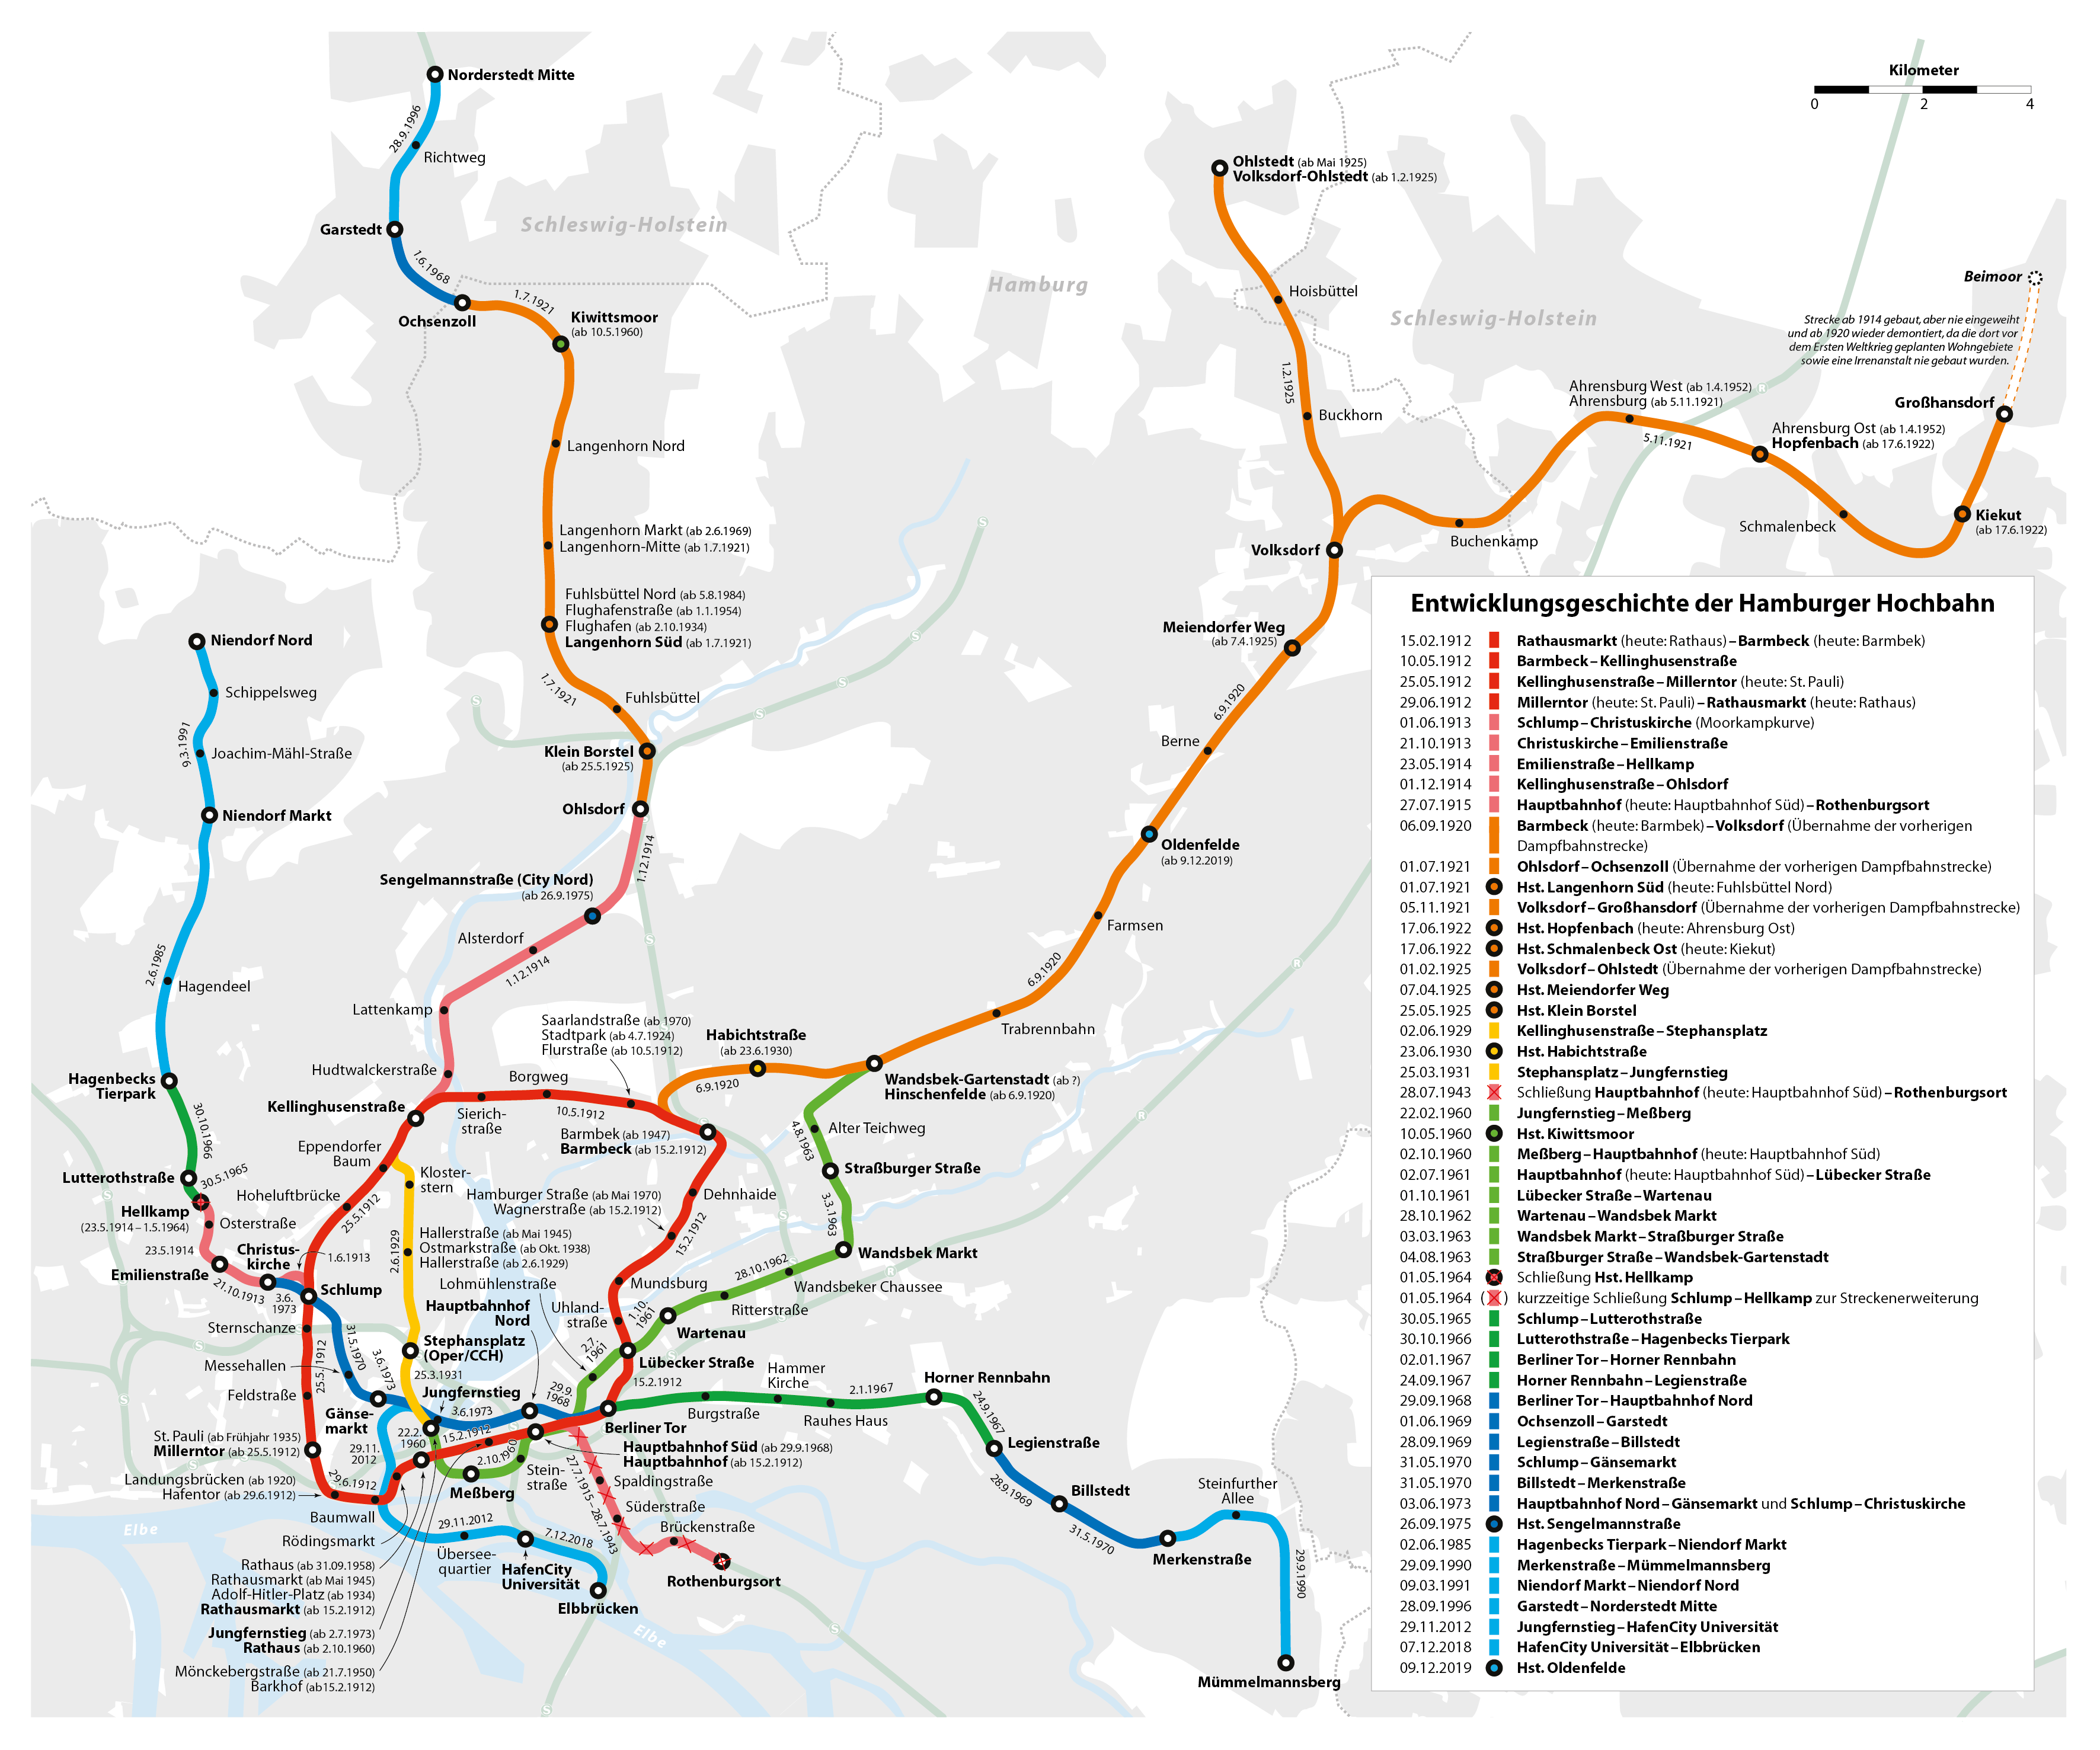 Norderstedt Mitte
28.9.1996
Richtweg
Garstedt
1.6.1968
Ochsenzoll
1.7.1921
Kiwittsmoor
(ab 10.5.1960)
Langenhorn Nord
Langenhorn Markt (ab 2.6.1969)
Langenhorn-Mitte (ab 1.7.1921)
Fuhlsbüttel Nord (ab 5.8.1984)
Flughafenstraße (ab 1.1.1954)
Flughafen (ab 2.10.1934)
Langenhorn Süd (ab 1.7.1921)
1.7.1921
Fuhlsbüttel
Klein Borstel
(ab 25.5.1925)
Ohlsdorf
1.12.1914
Sengelmannstraße (City Nord)
(ab 26.9.1975)
Alsterdorf
1.12.1914
Lattenkamp
Hudtwalckerstraße
Kellinghusenstraße
Schleswig-Holstein
Hamburg
Schleswig-Holstein
Kilometer
0 2 4
Ohlstedt (ab Mai 1925)
Volksdorf-Ohlstedt (ab 1.2.1925)
Hoisbüttel
1.2.1925
Buckhorn
Volksdorf
Buchenkamp
Ahrensburg West (ab 1.4.1952)
Ahrensburg (ab 5.11.1921)
5.11.1921
Ahrensburg Ost (ab 1.4.1952)
Hopfenbach (ab 17.6.1922)
Schmalenbeck
Kiekut
(ab 17.6.1922)
Großhansdorf
Beimoor
Strecke ab 1914 gebaut, aber nie eingeweiht
und ab 1920 wieder demontiert, da die dort vor
dem Ersten Weltkrieg geplanten Wohngebiete
sowie eine Irrenanstalt nie gebaut wurden.
R
Meiendorfer Weg
(ab 7.4.1925)
6.9.1920
Berne
Oldenfelde
(ab 9.12.2019)
Farmsen
6.9.1920
Trabrennbahn
Wandsbek-Gartenstadt (ab ?)
Hinschenfelde (ab 6.9.1920)
Habichtstraße
(ab 23.6.1930)
6.9.1920
Saarlandstraße (ab 1970)
Stadtpark (ab 4.7.1924)
Flurstraße (ab 10.5.1912)
Borgweg
Sierich-
straße
10.5.1912
Barmbek (ab 1947)
Barmbeck (ab 15.2.1912)
Dehnhaide
Hamburger Straße (ab Mai 1970)
Wagnerstraße (ab 15.2.1912)
15.2.1912
Mundsburg
Uhland-
straße
Lübecker Straße
15.2.1912
Berliner Tor
Alter Teichweg
4.8.1963
Straßburger Straße
3.3.1963
Wandsbek Markt
28.10.1962
Wandsbeker Chaussee
Ritterstraße
Wartenau
1.10.
1961
2.7.
1961
Lohmühlenstraße
Hauptbahnhof
Nord
29.9.
1968
Niendorf Nord
Schippelsweg
9.3.1991
Joachim-Mähl-Straße
Niendorf Markt
2.6.1985
Hagendeel
Hagenbecks
Tierpark
30.10.1966
Lutterothstraße
30.5.1965
Hellkamp
(23.5.1914 – 1.5.1964)
Osterstraße
23.5.1914
Emilienstraße
21.10.1913
Christus-
kirche
1.6.1913
3.6.
1973
Schlump
Eppendorfer
Baum
Hoheluftbrücke
25.5.1912
Kloster-
stern
2.6.1929
Hallerstraße (ab Mai 1945)
Ostmarkstraße (ab Okt. 1938)
Hallerstraße (ab 2.6.1929)
Stephansplatz
(Oper/CCH)
25.3.1931
Jungfernstieg
3.6.1973
Sternschanze
Messehallen
31.5.1970
3.6.1973
Feldstraße
25.5.1912
Gänse-
markt
22.2.
1960
29.11.
2012
15.2.1912
2.10.1960
St. Pauli (ab Frühjahr 1935)
Millerntor (ab 25.5.1912)
Landungsbrücken (ab 1920)
Hafentor (ab 29.6.1912)
29.6.1912
Baumwall
Rödingsmarkt
Rathaus (ab 31.09.1958)
Rathausmarkt (ab Mai 1945)
Adolf-Hitler-Platz (ab 1934)
Rathausmarkt (ab 15.2.1912)
Jungfernstieg (ab 2.7.1973)
Rathaus (ab 2.10.1960)
Mönckebergstraße (ab 21.7.1950)
Barkhof (ab15.2.1912)
Meßberg
Stein-
straße
Hauptbahnhof Süd (ab 29.9.1968)
Hauptbahnhof (ab 15.2.1912)
27.7.1915 – 28.7.1943
Spaldingstraße
Süderstraße
Brückenstraße
Rothenburgsort
29.11.2012
Übersee-
quartier
HafenCity
Universität
7.12.2018
Elbbrücken
Elbe
Elbe
Burgstraße
Hammer
Kirche
Rauhes Haus
2.1.1967
Horner Rennbahn
24.9.1967
Legienstraße
28.9.1969
Billstedt
31.5.1970
Merkenstraße
Steinfurther
Allee
29.9.1990
Mümmelmannsberg
Entwicklungsgeschichte der Hamburger Hochbahn
15.02.1912 Rathausmarkt (heute: Rathaus) – Barmbeck (heute: Barmbek)
10.05.1912 Barmbeck – Kellinghusenstraße
25.05.1912 Kellinghusenstraße – Millerntor (heute: St. Pauli)
29.06.1912 Millerntor (heute: St. Pauli) – Rathausmarkt (heute: Rathaus)
01.06.1913 Schlump – Christuskirche (Moorkampkurve)
21.10.1913 Christuskirche – Emilienstraße
23.05.1914 Emilienstraße – Hellkamp
01.12.1914 Kellinghusenstraße – Ohlsdorf
27.07.1915 Hauptbahnhof (heute: Hauptbahnhof Süd) – Rothenburgsort
06.09.1920 Barmbeck (heute: Barmbek) – Volksdorf (Übernahme der vorherigen
Dampfbahnstrecke)
01.07.1921 Ohlsdorf – Ochsenzoll (Übernahme der vorherigen Dampfbahnstrecke)
01.07.1921 Hst. Langenhorn Süd (heute: Fuhlsbüttel Nord)
05.11.1921 Volksdorf – Großhansdorf (Übernahme der vorherigen Dampfbahnstrecke)
17.06.1922 Hst. Hopfenbach (heute: Ahrensburg Ost)
17.06.1922 Hst. Schmalenbeck Ost (heute: Kiekut)
01.02.1925 Volksdorf – Ohlstedt (Übernahme der vorherigen Dampfbahnstrecke)
07.04.1925 Hst. Meiendorfer Weg
25.05.1925 Hst. Klein Borstel
02.06.1929 Kellinghusenstraße – Stephansplatz
23.06.1930 Hst. Habichtstraße
25.03.1931 Stephansplatz – Jungfernstieg
28.07.1943 Schließung Hauptbahnhof (heute: Hauptbahnhof Süd) – Rothenburgsort
22.02.1960 Jungfernstieg – Meßberg
10.05.1960 Hst. Kiwittsmoor
02.10.1960 Meßberg – Hauptbahnhof (heute: Hauptbahnhof Süd)
02.07.1961 Hauptbahnhof (heute: Hauptbahnhof Süd) – Lübecker Straße
01.10.1961 Lübecker Straße – Wartenau
28.10.1962 Wartenau – Wandsbek Markt
03.03.1963 Wandsbek Markt – Straßburger Straße
04.08.1963 Straßburger Straße – Wandsbek-Gartenstadt
01.05.1964 Schließung Hst. Hellkamp
01.05.1964 ( ) kurzzeitige Schließung Schlump – Hellkamp zur Streckenerweiterung
30.05.1965 Schlump – Lutterothstraße
30.10.1966 Lutterothstraße – Hagenbecks Tierpark
02.01.1967 Berliner Tor – Horner Rennbahn
24.09.1967 Horner Rennbahn – Legienstraße
29.09.1968 Berliner Tor – Hauptbahnhof Nord
01.06.1969 Ochsenzoll – Garstedt
28.09.1969 Legienstraße – Billstedt
31.05.1970 Schlump – Gänsemarkt
31.05.1970 Billstedt – Merkenstraße
03.06.1973 Hauptbahnhof Nord – Gänsemarkt und Schlump – Christuskirche
26.09.1975 Hst. Sengelmannstraße
02.06.1985 Hagenbecks Tierpark – Niendorf Markt
29.09.1990 Merkenstraße – Mümmelmannsberg
09.03.1991 Niendorf Markt – Niendorf Nord
28.09.1996 Garstedt – Norderstedt Mitte
29.11.2012 Jungfernstieg – HafenCity Universität
07.12.2018 HafenCity Universität – Elbbrücken
09.12.2019 Hst. Oldenfelde